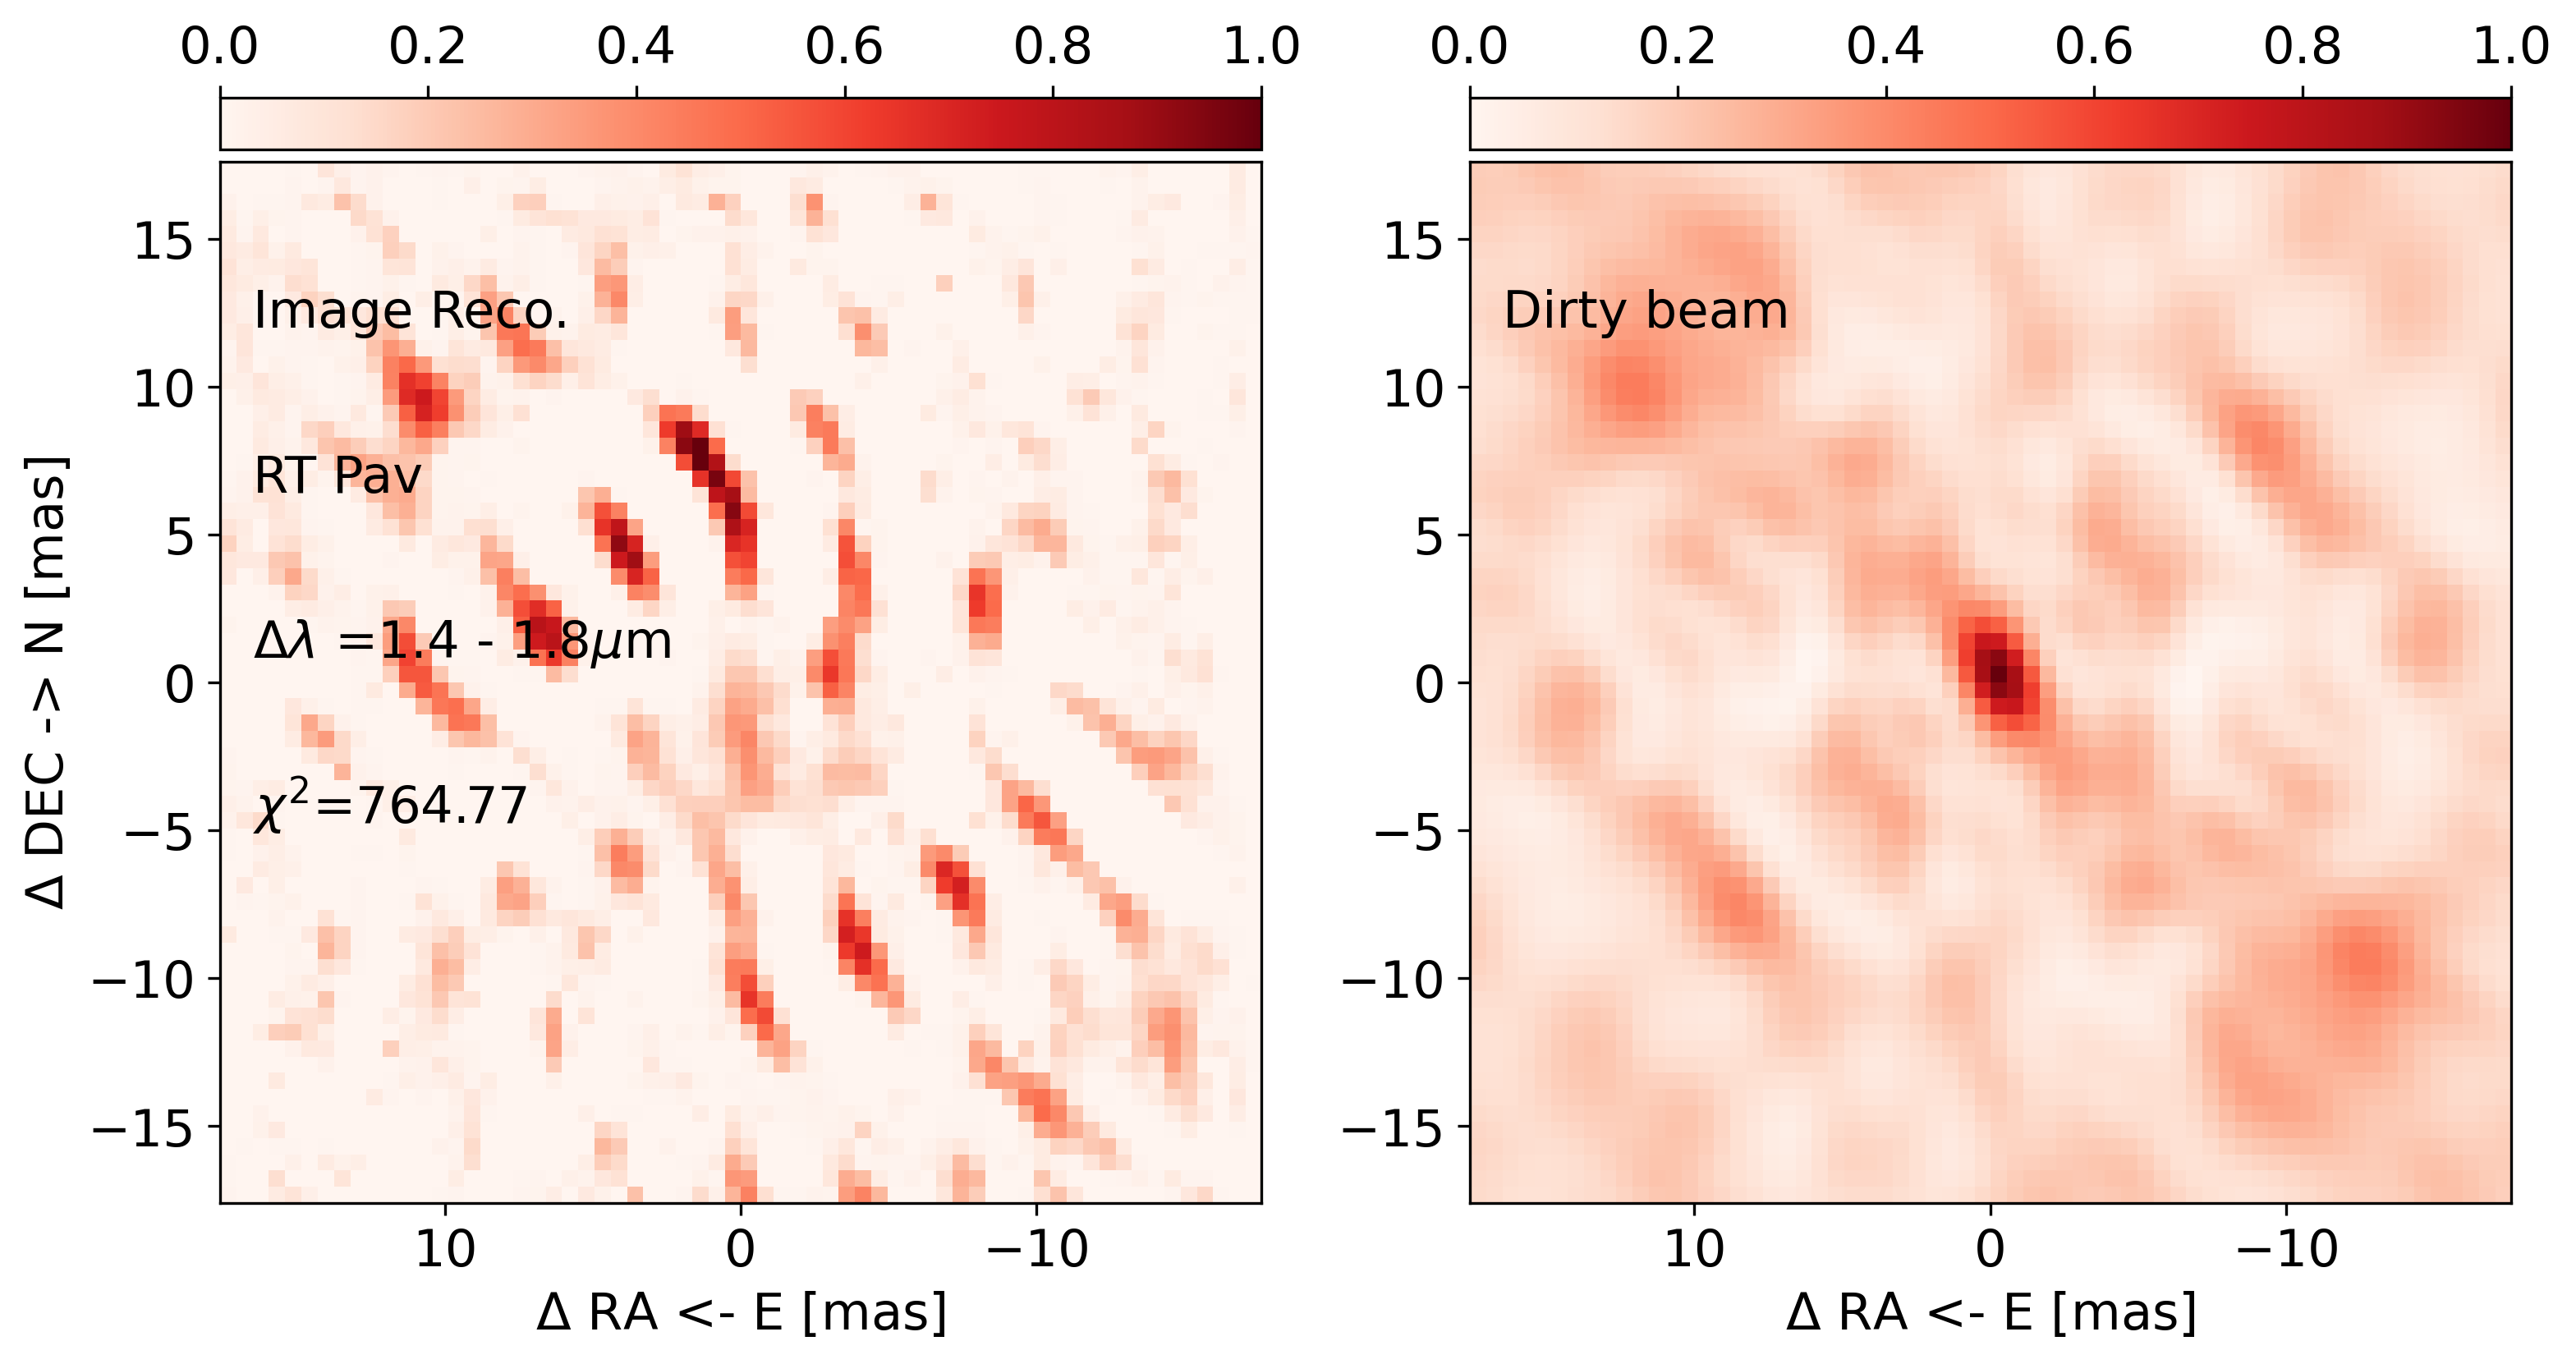 0.0 0.2 0.4 0.6 0.8 1.0
0.0 0.2 0.4 0.6 0.8 1.0
Image Reco.
RT Pav
Δλ =1.4 - 1.8μm
χ²=764.77
15
10
5
0
−5
−10
−15
Δ DEC -> N [mas]
10 0 −10
Δ RA <- E [mas]
Dirty beam
15
10
5
0
−5
−10
−15
10 0 −10
Δ RA <- E [mas]